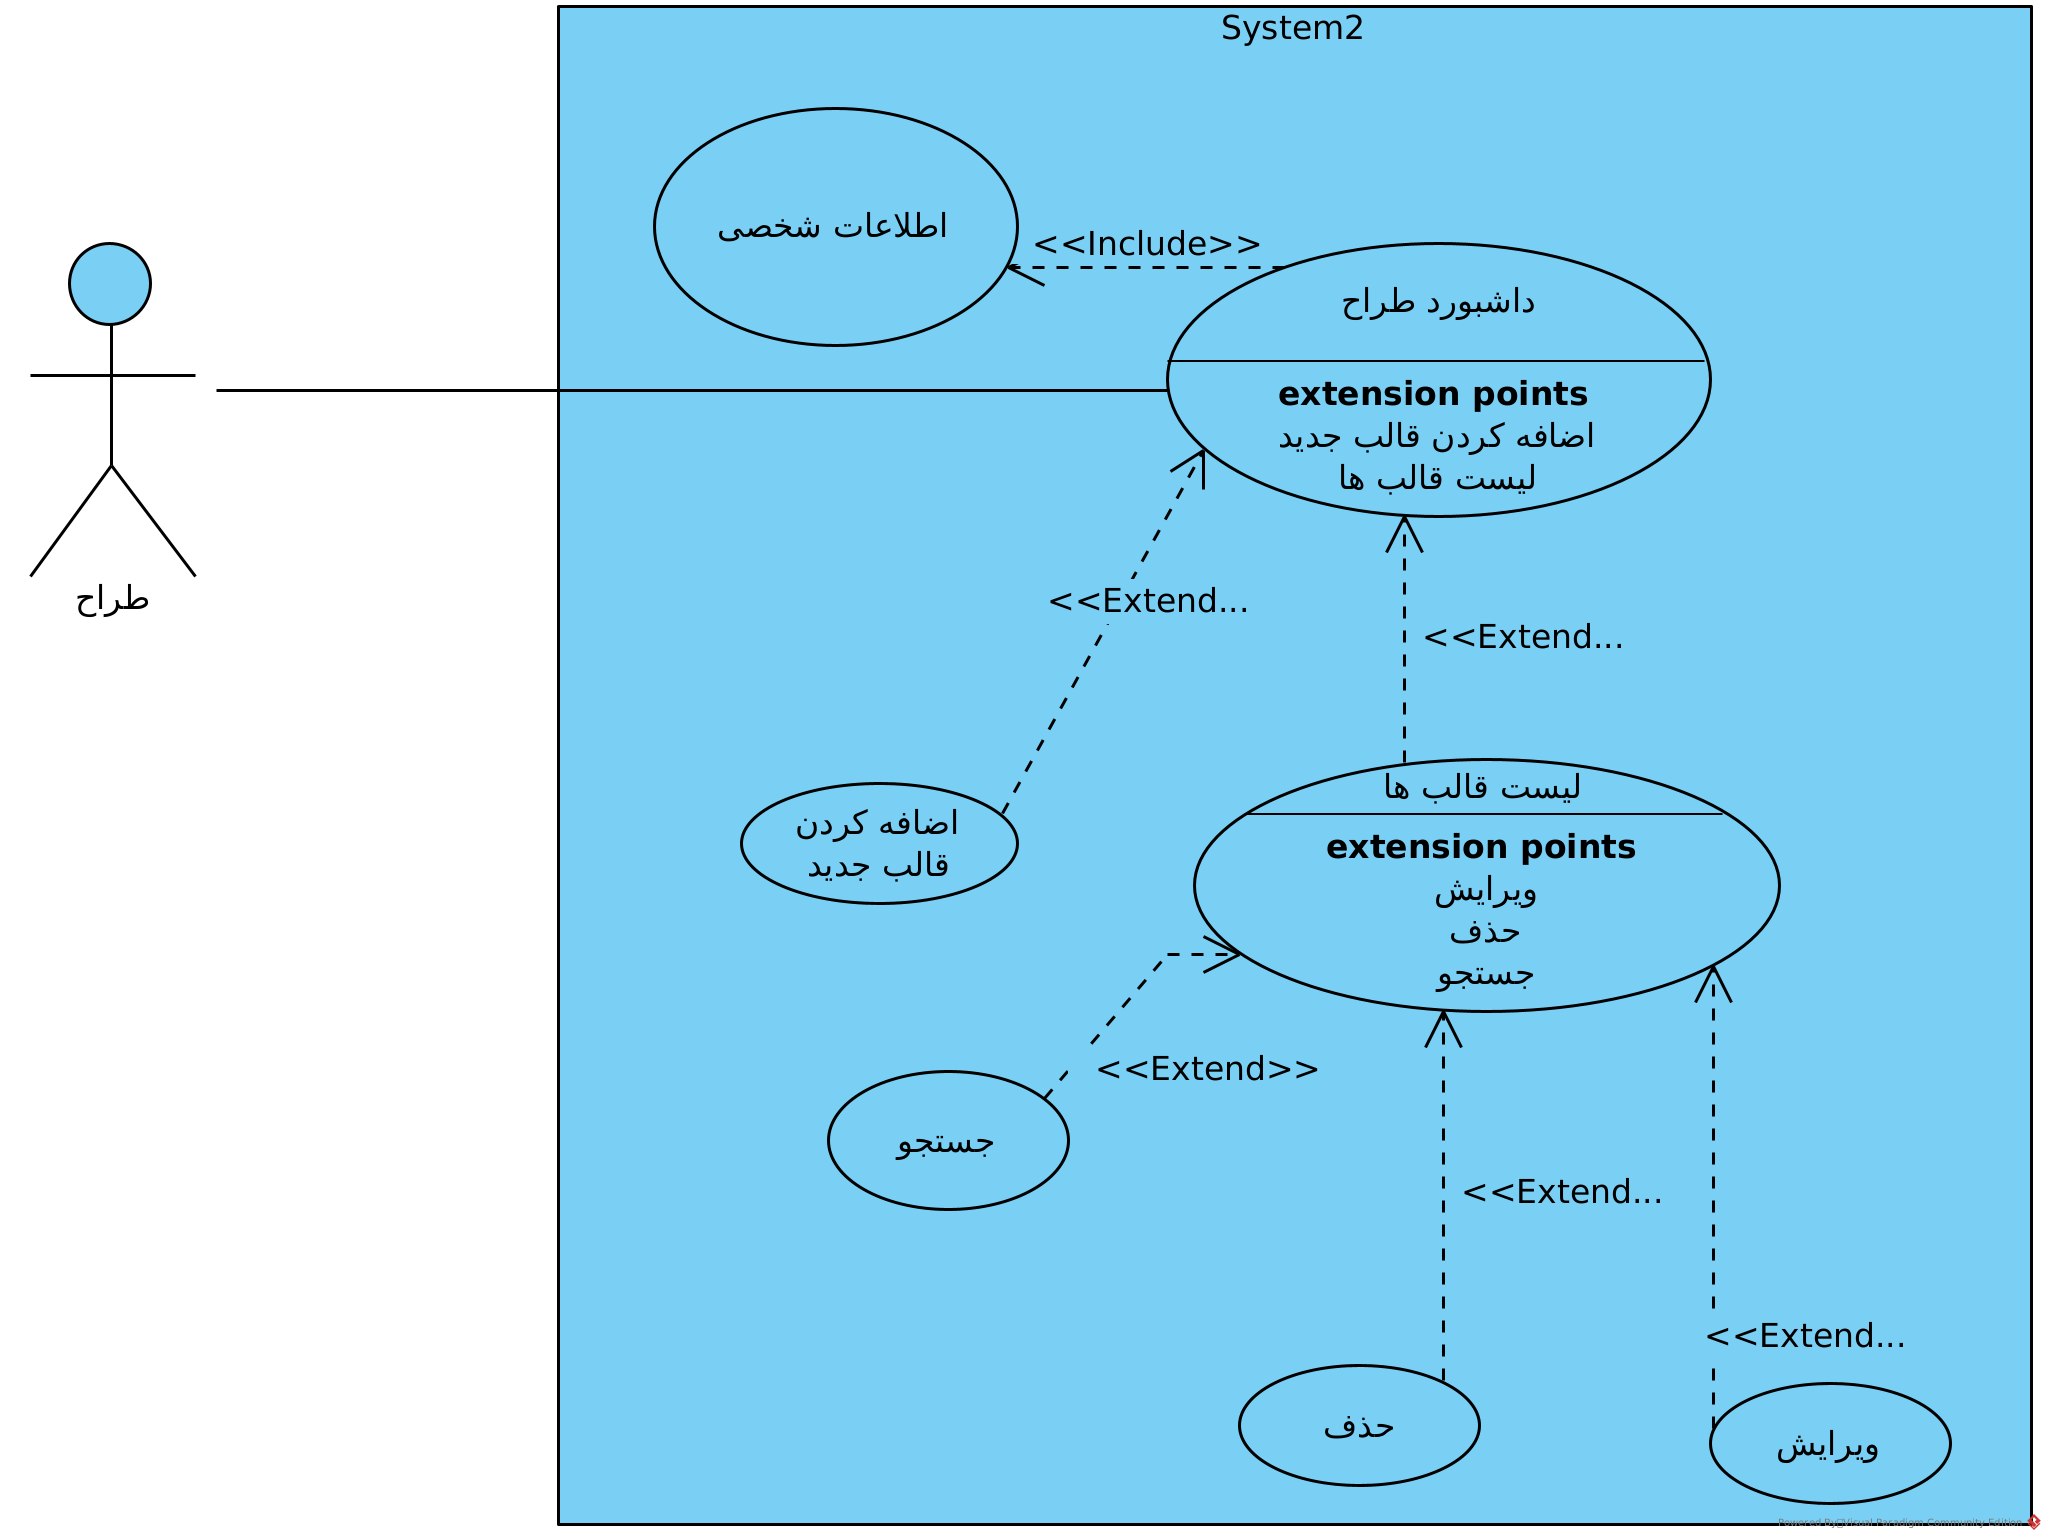 System2
اطلاعات شخصی
<<Include>>
داشبورد طراح
extension points
اضافه کردن قالب جدید
لیست قالب ها
طراح
<<Extend...
<<Extend...
اضافه کردن
قالب جدید
لیست قالب ها
extension points
ویرایش
حذف
جستجو
<<Extend>>
جستجو
<<Extend...
<<Extend...
حذف
ویرایش
Powered By Visual Paradigm Community Edition